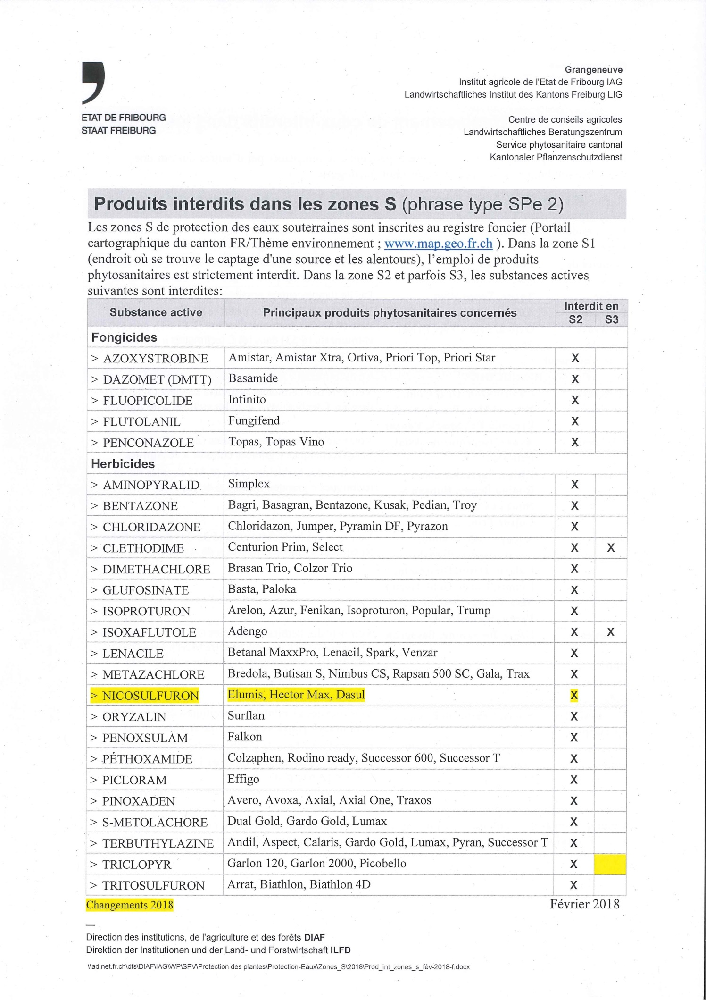 Grangeneuve
Institut agricole de l'Etat de Fribourg IAG
Landwirtschaftliches Institut des Kantons Freiburg LIG
ETAT DE FRIBOURG
STAAT FREIBURG
Centre de conseils agricoles
Landwirtschaftliches Beratungszentrum
Service phytosanitaire cantonal
Kantonaler Pflanzenschutzdienst
Produits interdits dans les zones S (phrase type SPe 2)
Les zones S de protection des eaux souterraines sont inscrites au registre foncier (Portail
cartographique du canton FR/Thème environnement ; www.map.geo.fr.ch ). Dans la zone S1
(endroit où se trouve le captage d'une source et les alentours), l'emploi de produits
phytosanitaires est strictement interdit. Dans la zone S2 et parfois S3, les substances actives
suivantes sont interdites:
Substance active Principaux produits phytosanitaires concernés Interdit en
S2 S3
Fongicides
> AZOXYSTROBINE Amistar, Amistar Xtra, Ortiva, Priori Top, Priori Star X
> DAZOMET (DMTT) Basamide X
> FLUOPICOLIDE Infinito X
> FLUTOLANIL Fungifend X
> PENCONAZOLE Topas, Topas Vino X
Herbicides
> AMINOPYRALID Simplex X
> BENTAZONE Bagri, Basagran, Bentazone, Kusak, Pedian, Troy X
> CHLORIDAZONE Chloridazon, Jumper, Pyramin DF, Pyrazon X
> CLETHODIME Centurion Prim, Select X X
> DIMETHACHLORE Brasan Trio, Colzor Trio X
> GLUFOSINATE Basta, Paloka X
> ISOPROTURON Arelon, Azur, Fenikan, Isoproturon, Popular, Trump X
> ISOXAFLUTOLE Adengo X X
> LENACILE Betanal MaxxPro, Lenacil, Spark, Venzar X
> METAZACHLORE Bredola, Butisan S, Nimbus CS, Rapsan 500 SC, Gala, Trax X
> NICOSULFURON Elumis, Hector Max, Dasul X
> ORYZALIN Surflan X
> PENOXSULAM Falkon X
> PÉTHOXAMIDE Colzaphen, Rodino ready, Successor 600, Successor T X
> PICLORAM Effigo X
> PINOXADEN Avero, Avoxa, Axial, Axial One, Traxos X
> S-METOLACHORE Dual Gold, Gardo Gold, Lumax X
> TERBUTHYLAZINE Andil, Aspect, Calaris, Gardo Gold, Lumax, Pyran, Successor T X
> TRICLOPYR Garlon 120, Garlon 2000, Picobello X
> TRITOSULFURON Arrat, Biathlon, Biathlon 4D X
Changements 2018 Février 2018
—
Direction des institutions, de l'agriculture et des forêts DIAF
Direktion der Institutionen und der Land- und Forstwirtschaft ILFD
\\ad.net.fr.ch\dfs\DIAF\IAG\WP\SPV\Protection des plantes\Protection-Eaux\Zones_S\2018\Prod_int_zones_s_fév-2018-f.docx